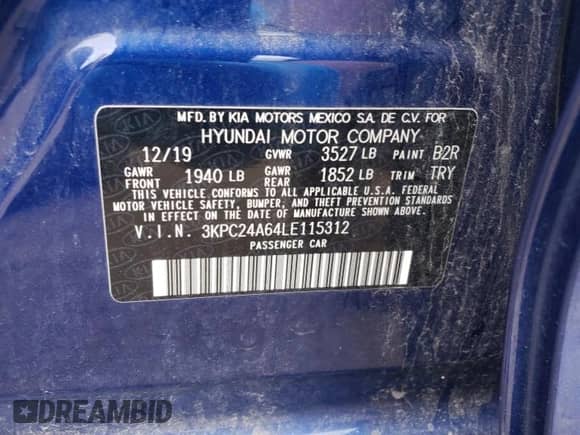 MFD. BY KIA MOTORS MEXICO S.A. DE C.V. FOR
HYUNDAI MOTOR COMPANY
12/19 GVWR 3527 LB PAINT B2R
GAWR FRONT 1940 LB GAWR REAR 1852 LB TRIM TRY
THIS VEHICLE CONFORMS TO ALL APPLICABLE U.S.A. FEDERAL
MOTOR VEHICLE SAFETY, BUMPER, AND THEFT PREVENTION STANDARDS
IN EFFECT ON THE DATE OF MANUFACTURE SHOWN ABOVE.
V.I.N. 3KPC24A64LE115312
PASSENGER CAR
DREAMBID